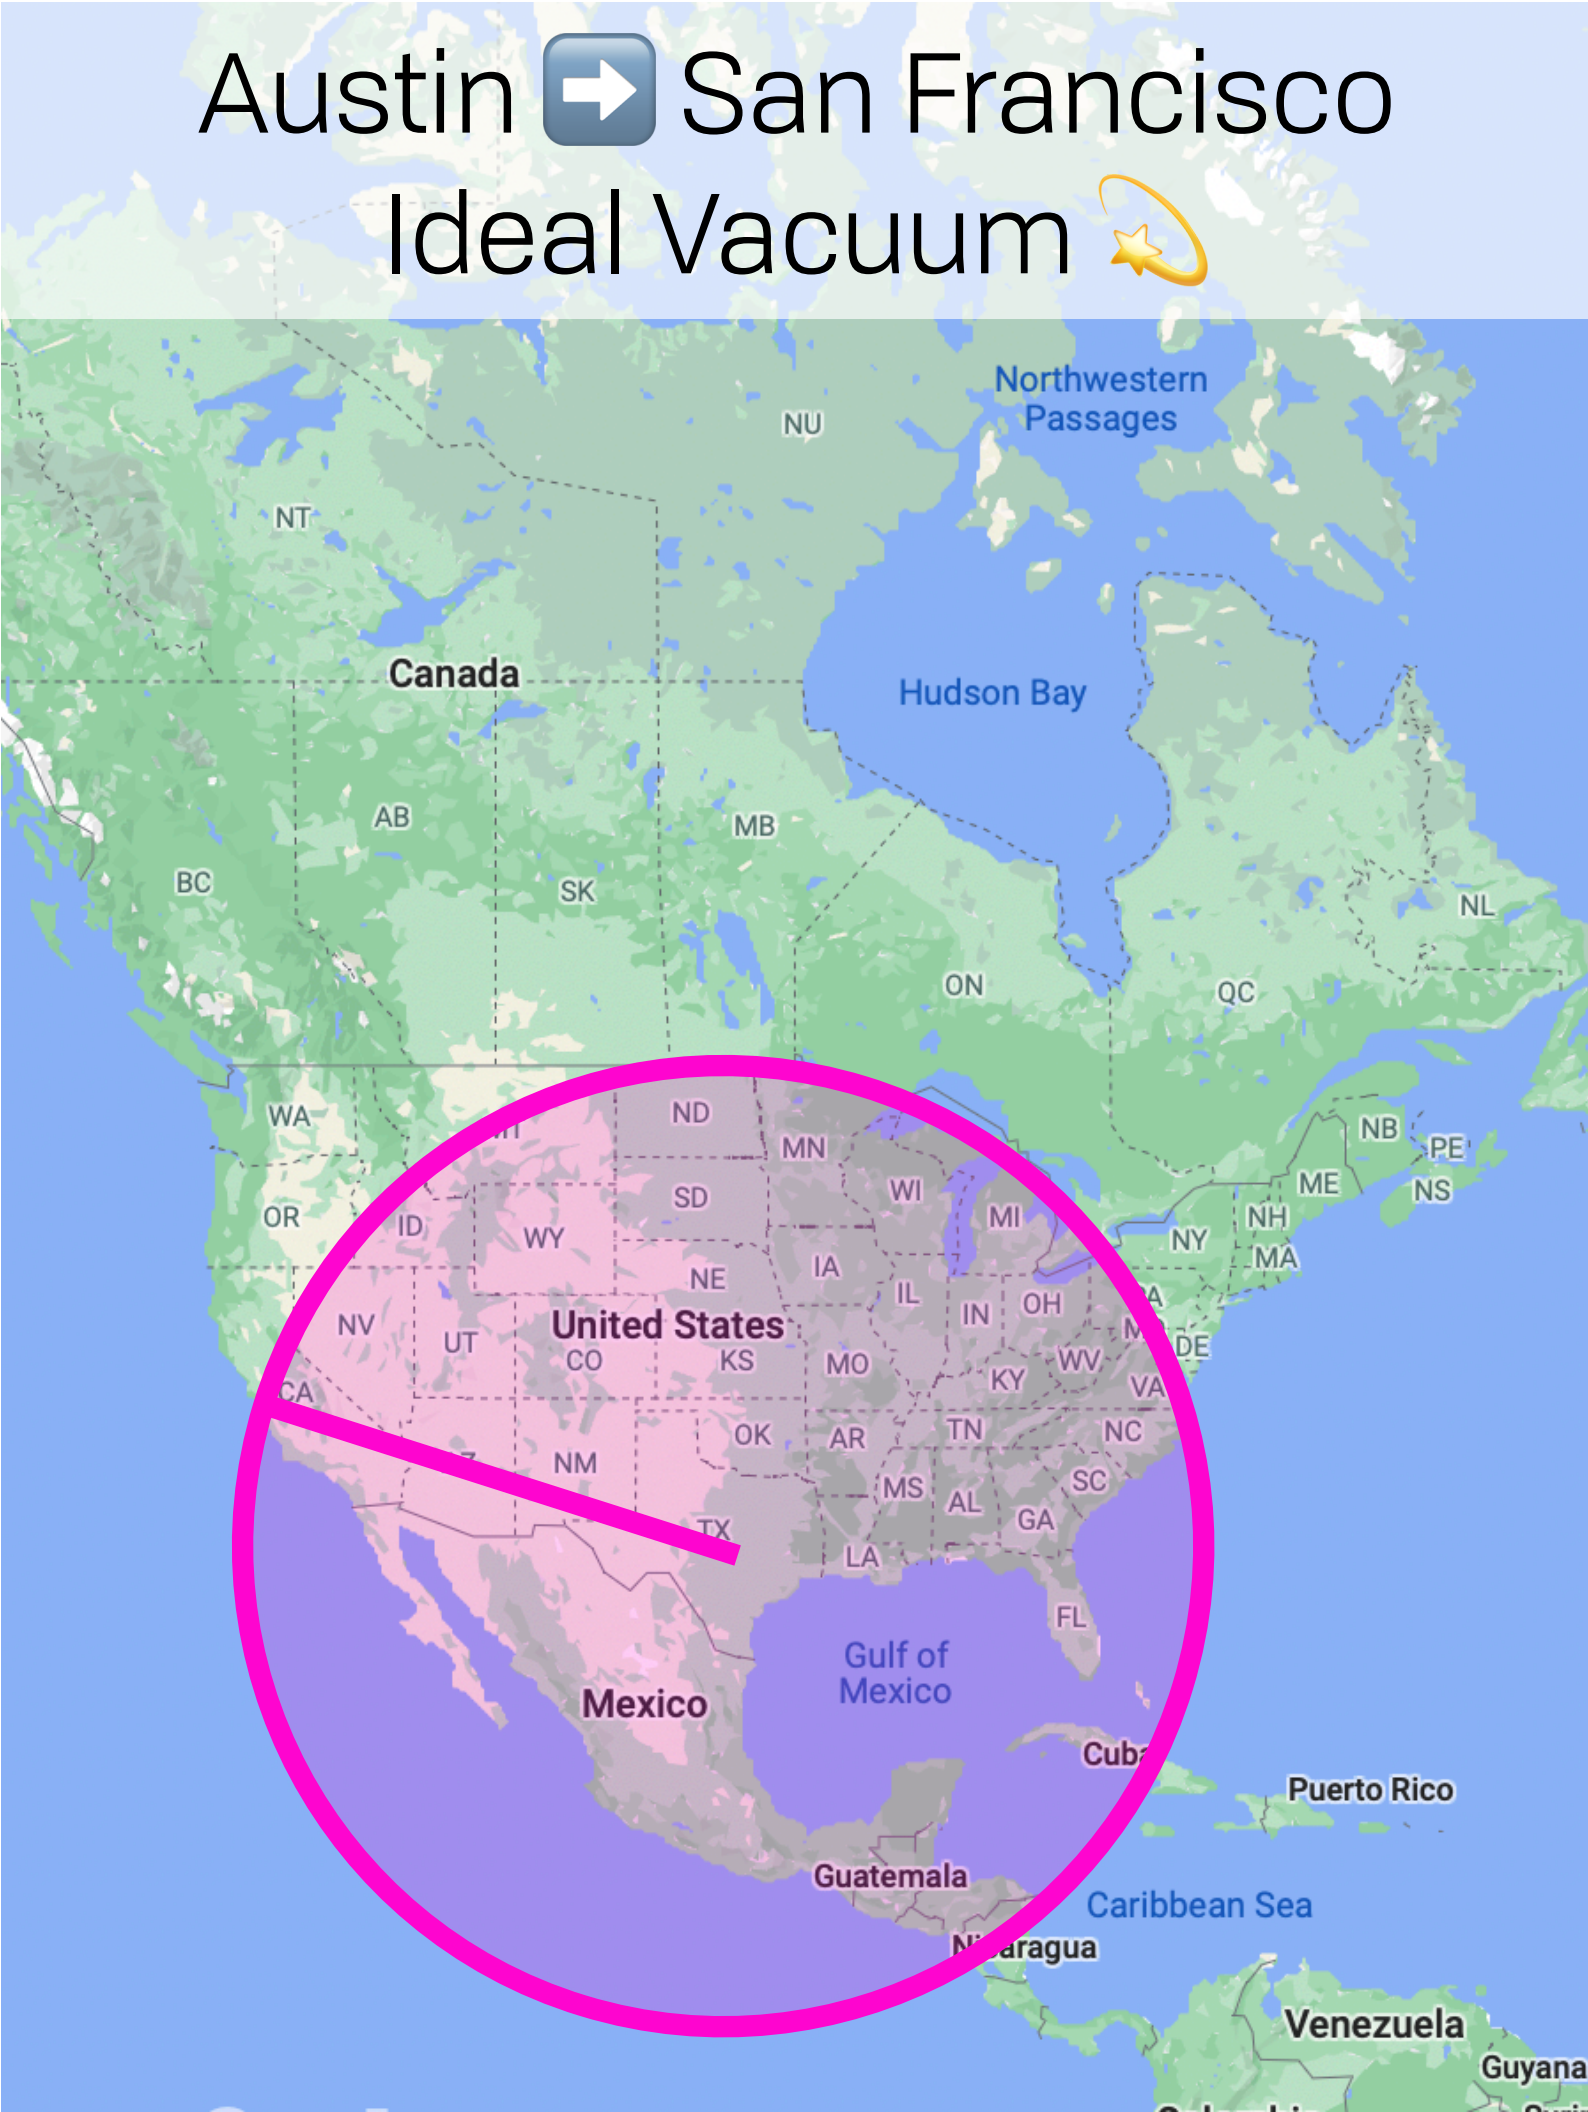 Austin ➡️ San Francisco
Ideal Vacuum 💫
Northwestern
Passages
NU
NT
Canada
Hudson Bay
AB
MB
BC
SK
NL
ON
QC
WA
ND
MN
NB
PE
ME
NS
OR
ID
SD
WI
MI
NH
WY
NY
MA
IA
NE
IL
IN
OH
NV
United States
UT
CO
KS
MO
WV
DE
CA
KY
VA
OK
AR
TN
NC
NM
MS
AL
SC
TX
GA
LA
FL
Gulf of
Mexico
Mexico
Cuba
Puerto Rico
Guatemala
Caribbean Sea
Nicaragua
Venezuela
Guyana